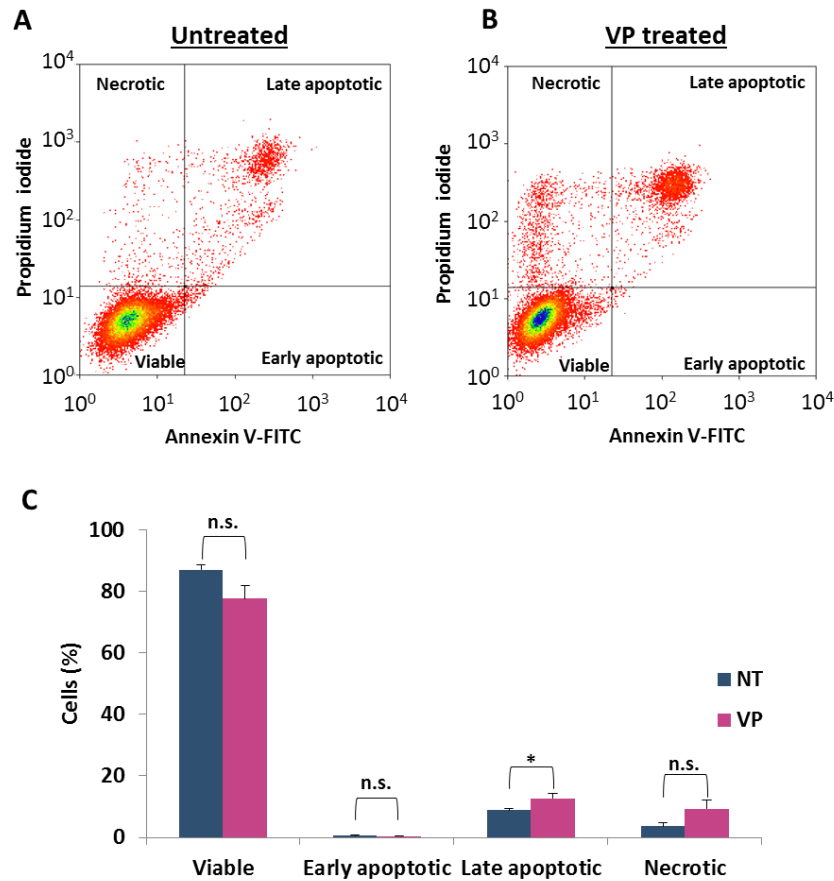 A
B
Untreated
VP treated
10⁴
10³
10²
10¹
10⁰
Propidium iodide
Necrotic
Late apoptotic
Viable
Early apoptotic
10⁰ 10¹ 10² 10³ 10⁴
Annexin V-FITC
10⁴
10³
10²
10¹
10⁰
Propidium iodide
Necrotic
Late apoptotic
Viable
Early apoptotic
10⁰ 10¹ 10² 10³ 10⁴
Annexin V-FITC
C
100
80
60
40
20
0
Cells (%)
n.s.
n.s.
*
n.s.
NT
VP
Viable Early apoptotic Late apoptotic Necrotic